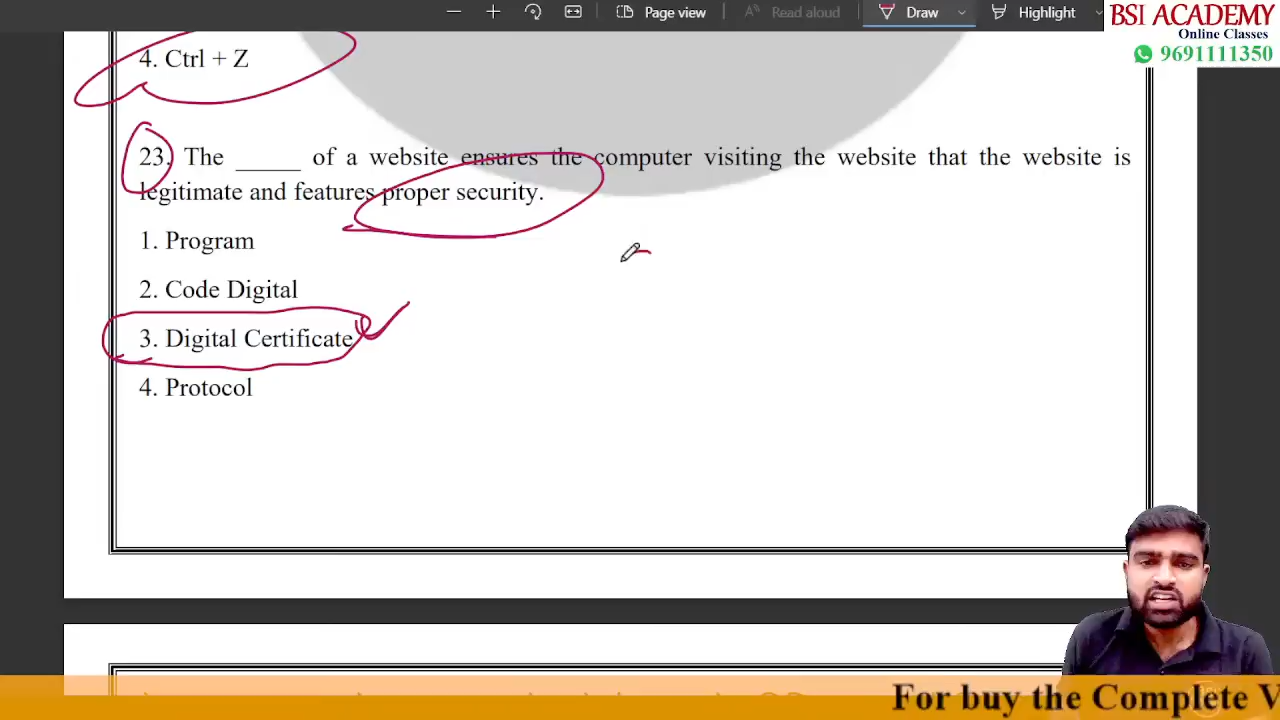 Page view
Read aloud
Draw
Highlight
BSI ACADEMY
Online Classes
9691111350
4. Ctrl + Z
23. The _____ of a website ensures the computer visiting the website that the website is
legitimate and features proper security.
1. Program
2. Code Digital
3. Digital Certificate
4. Protocol
For buy the Complete V